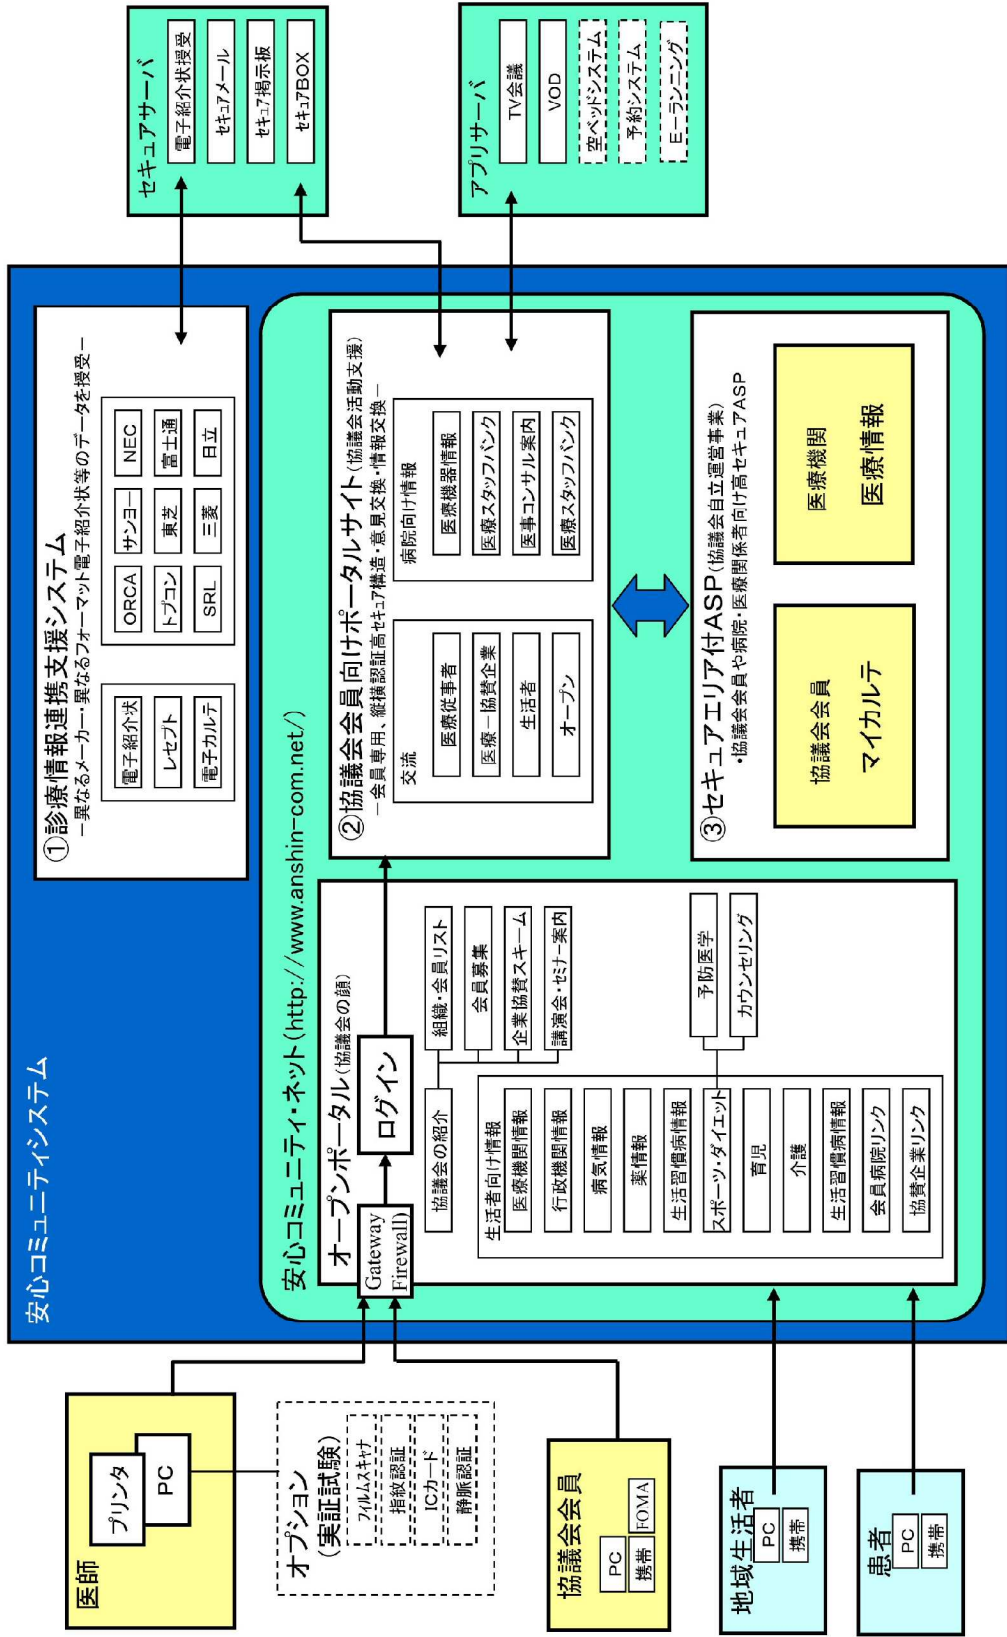 安心コミュニティシステム
医師
プリンタ
PC
オプション
(実証試験)
フィルムスキャナ
指紋認証
ICカード
静脈認証
協議会会員
PC
携帯
FOMA
地域生活者
PC
携帯
患者
PC
携帯
①診療情報連携支援システム
－異なるメーカー・異なるフォーマット電子紹介状等のデータを授受－
電子紹介状
レセプト
電子カルテ
ORCA
サンヨー
NEC
トプコン
東芝
富士通
SRL
三菱
日立
安心コミュニティ・ネット(http://www.anshin-com.net/)
オープンポータル(協議会の顔)
Gateway
Firewall)
ログイン
協議会の紹介
組織・会員リスト
会員募集
企業協賛スキーム
講演会・セミナー案内
生活者向け情報
医療機関情報
行政機関情報
病気情報
薬情報
生活習慣病情報
スポーツ・ダイエット
育児
介護
生活習慣病情報
会員病院リンク
協賛企業リンク
予防医学
カウンセリング
②協議会会員向けポータルサイト(協議会活動支援)
－会員専用、縦横認証高セキュア構造・意見交換・情報交換－
交流
医療従事者
医療－協賛企業
生活者
オープン
病院向け情報
医療機器情報
医療スタッフバンク
医事コンサル案内
医療スタッフバンク
③セキュアエリア付ASP(協議会自立運営事業)
・協議会会員や病院・医療関係者向け高セキュアASP
協議会会員
マイカルテ
医療機関
医療情報
セキュアサーバ
電子紹介状授受
セキュアメール
セキュア掲示板
セキュアBOX
アプリサーバ
TV会議
VOD
空ベッドシステム
予約システム
E－ランニング